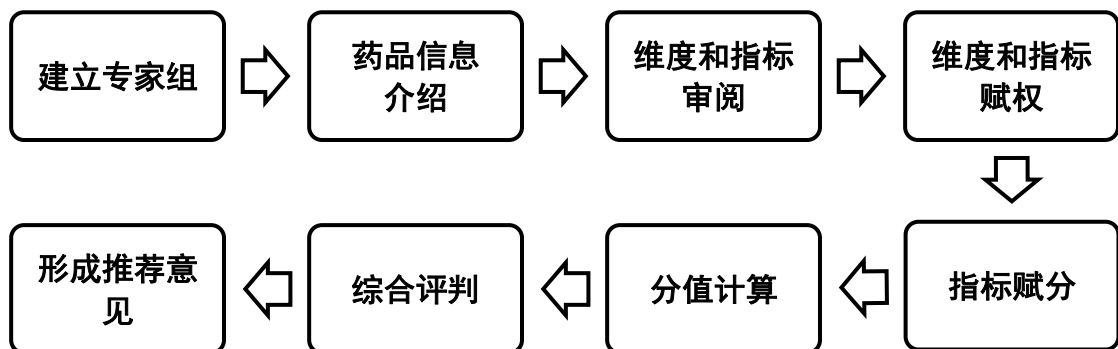 建立专家组
药品信息
介绍
维度和指标
审阅
维度和指标
赋权
指标赋分
分值计算
综合评判
形成推荐意
见